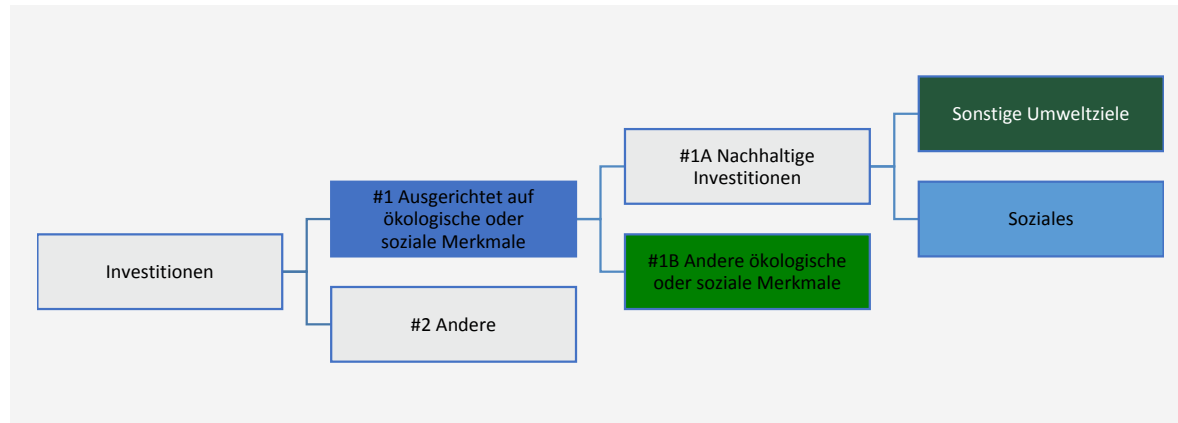 Investitionen
#1 Ausgerichtet auf
ökologische oder
soziale Merkmale
#2 Andere
#1A Nachhaltige
Investitionen
#1B Andere ökologische
oder soziale Merkmale
Sonstige Umweltziele
Soziales